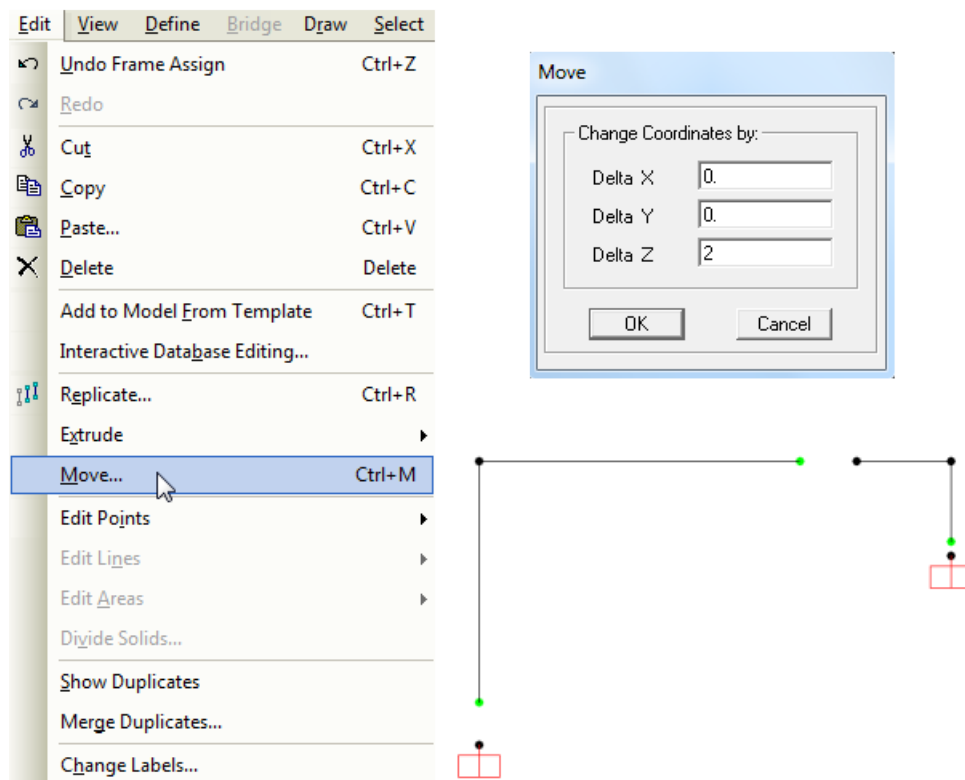 Edit View Define Bridge Draw Select
Undo Frame Assign Ctrl+Z
Redo
Cut Ctrl+X
Copy Ctrl+C
Paste... Ctrl+V
Delete Delete
Add to Model From Template Ctrl+T
Interactive Database Editing...
Replicate... Ctrl+R
Extrude
Move... Ctrl+M
Edit Points
Edit Lines
Edit Areas
Divide Solids...
Show Duplicates
Merge Duplicates...
Change Labels...
Move
Change Coordinates by:
Delta X 0.
Delta Y 0.
Delta Z 2
OK Cancel